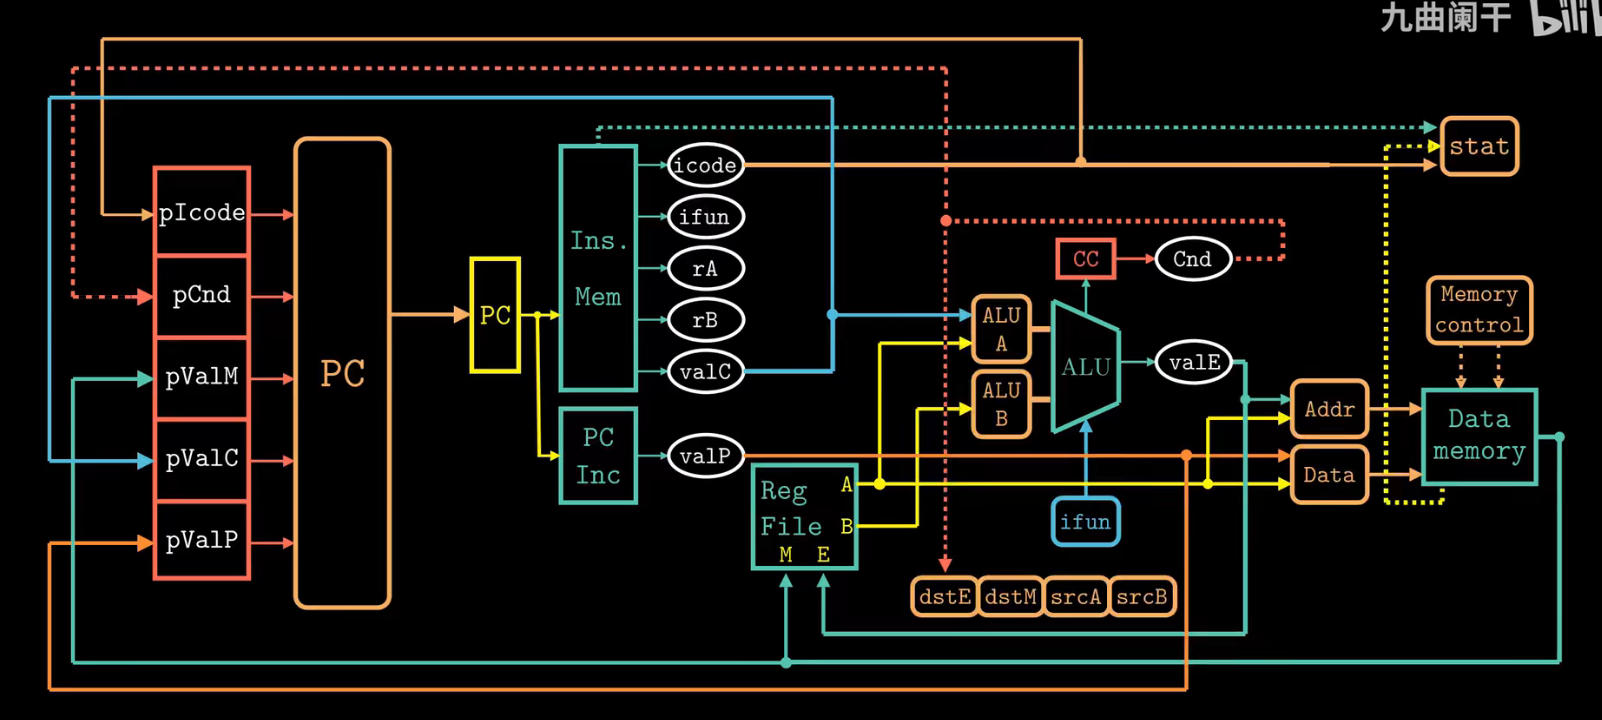 九曲阑干
pIcode
pCnd
pValM
pValC
pValP
PC
PC
Ins.
Mem
PC
Inc
icode
ifun
rA
rB
valC
valP
Reg
File
A
B
M E
ALU
A
ALU
B
ALU
CC
Cnd
valE
ifun
dstE dstM srcA srcB
stat
Memory
control
Addr
Data
Data
memory